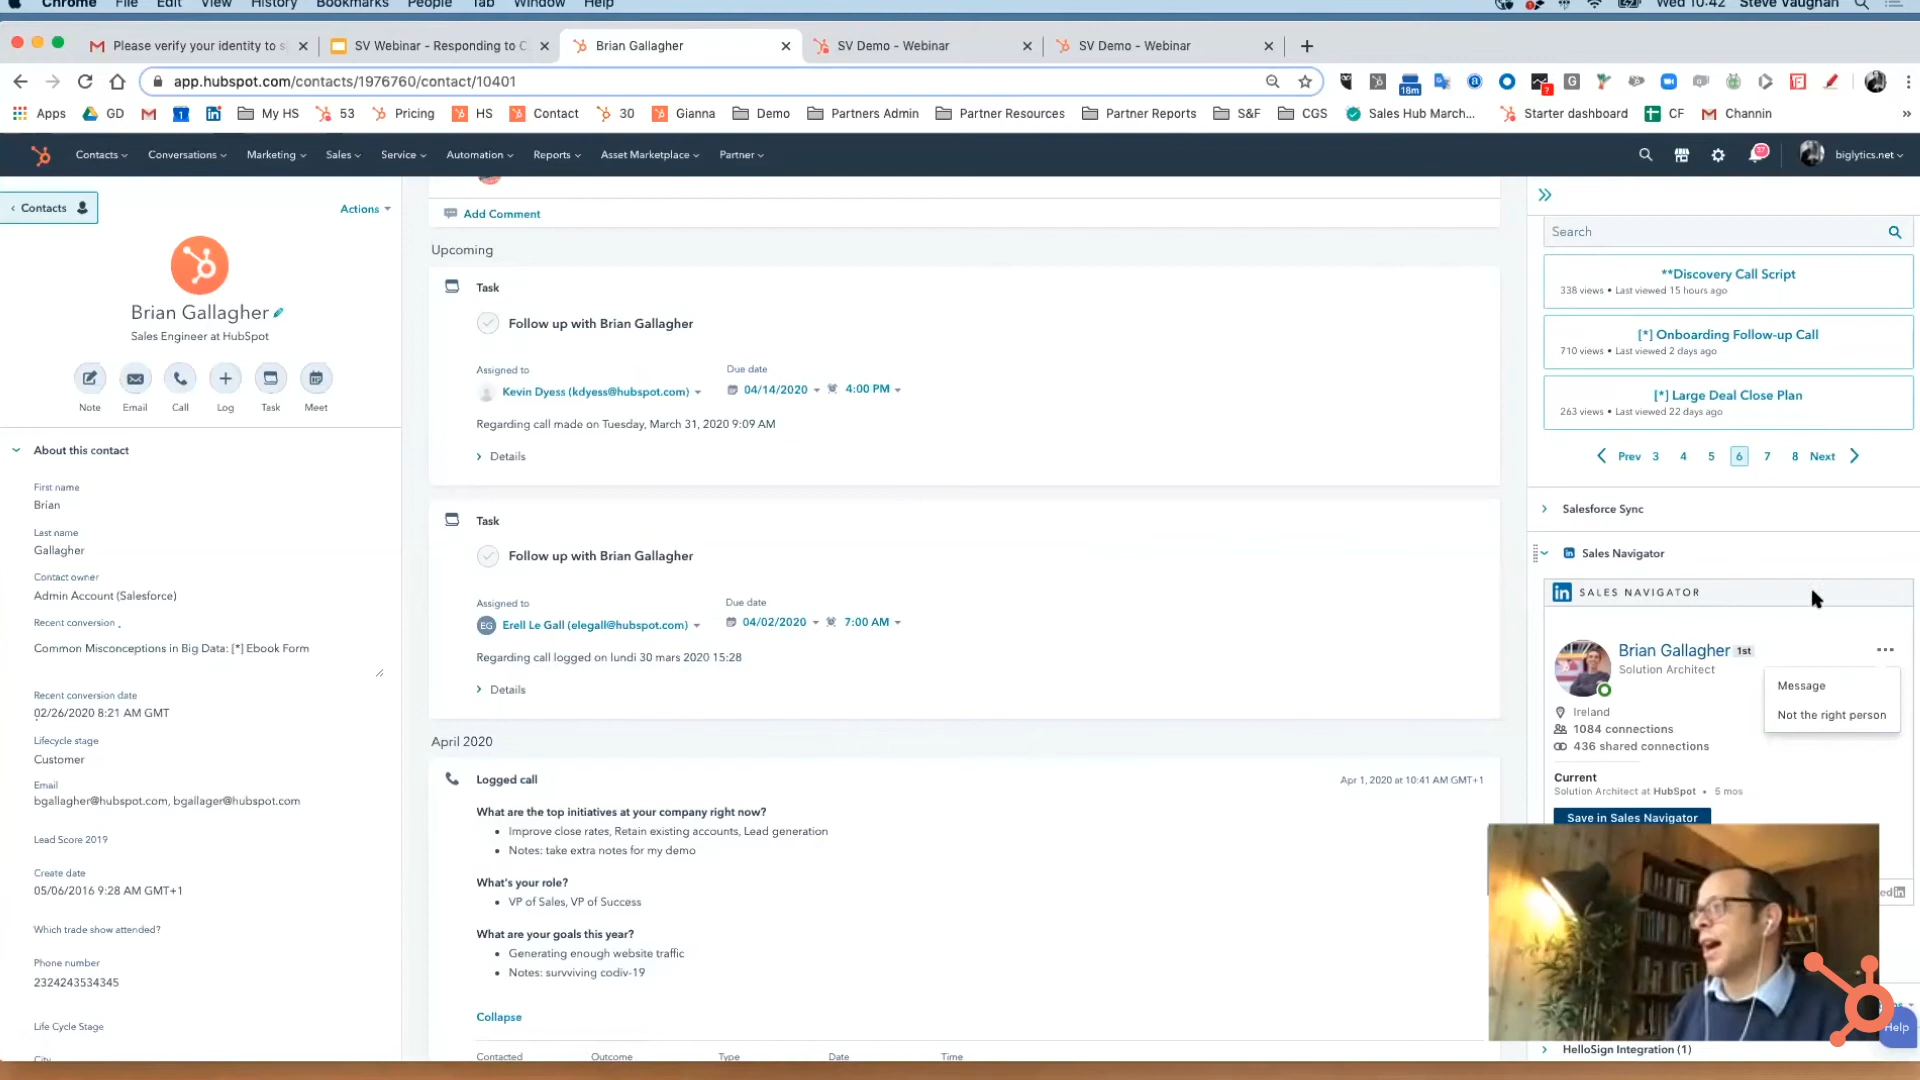 Chrome File Edit View History Bookmarks People Tab Window Help
Wed 10:42 Steve Vaughan
Please verify your identity to s
SV Webinar - Responding to C
Brian Gallagher
SV Demo - Webinar
SV Demo - Webinar
app.hubspot.com/contacts/1976760/contact/10401
18m
Apps GD My HS 53 Pricing HS Contact 30 Gianna Demo Partners Admin Partner Resources Partner Reports S&F CGS Sales Hub March... Starter dashboard CF Channin
Contacts Conversations Marketing Sales Service Automation Reports Asset Marketplace Partner
biglytics.net
Contacts
Actions
Brian Gallagher
Sales Engineer at HubSpot
Note Email Call Log Task Meet
About this contact
First name
Brian
Last name
Gallagher
Contact owner
Admin Account (Salesforce)
Recent conversion
Common Misconceptions in Big Data: [*] Ebook Form
Recent conversion date
02/26/2020 8:21 AM GMT
Lifecycle stage
Customer
Email
bgallagher@hubspot.com, bgallager@hubspot.com
Lead Score 2019
Create date
05/06/2016 9:28 AM GMT+1
Which trade show attended?
Phone number
2324243534345
Life Cycle Stage
City
Add Comment
Upcoming
Task
Follow up with Brian Gallagher
Assigned to
Kevin Dyess (kdyess@hubspot.com)
Due date
04/14/2020 4:00 PM
Regarding call made on Tuesday, March 31, 2020 9:09 AM
Details
Task
Follow up with Brian Gallagher
Assigned to
EG Erell Le Gall (elegall@hubspot.com)
Due date
04/02/2020 7:00 AM
Regarding call logged on lundi 30 mars 2020 15:28
Details
April 2020
Logged call
Apr 1, 2020 at 10:41 AM GMT+1
What are the top initiatives at your company right now?
Improve close rates, Retain existing accounts, Lead generation
Notes: take extra notes for my demo
What's your role?
VP of Sales, VP of Success
What are your goals this year?
Generating enough website traffic
Notes: survviving codiv-19
Collapse
Contacted Outcome Type Date Time
Search
**Discovery Call Script
338 views • Last viewed 15 hours ago
[*] Onboarding Follow-up Call
710 views • Last viewed 2 days ago
[*] Large Deal Close Plan
263 views • Last viewed 22 days ago
Prev 3 4 5 6 7 8 Next
Salesforce Sync
Sales Navigator
in SALES NAVIGATOR
Brian Gallagher 1st
Solution Architect
Message
Not the right person
Ireland
1084 connections
436 shared connections
Current
Solution Architect at HubSpot • 5 mos
Save in Sales Navigator
Help
HelloSign Integration (1)